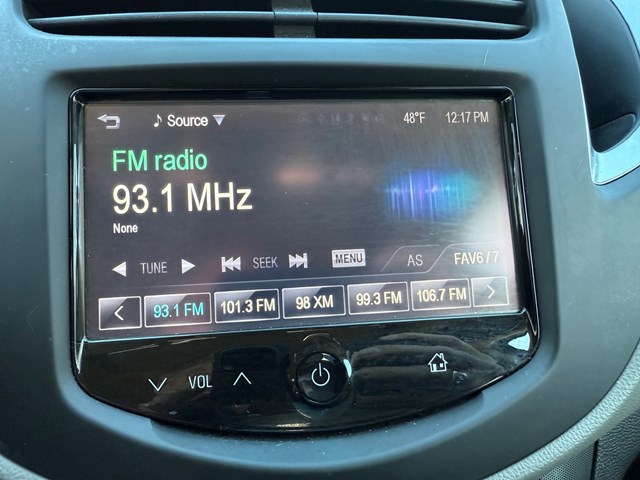 Source 48°F 12:17 PM
FM radio
93.1 MHz
None
TUNE SEEK MENU AS FAV6/7
93.1 FM 101.3 FM 98 XM 99.3 FM 106.7 FM
VOL